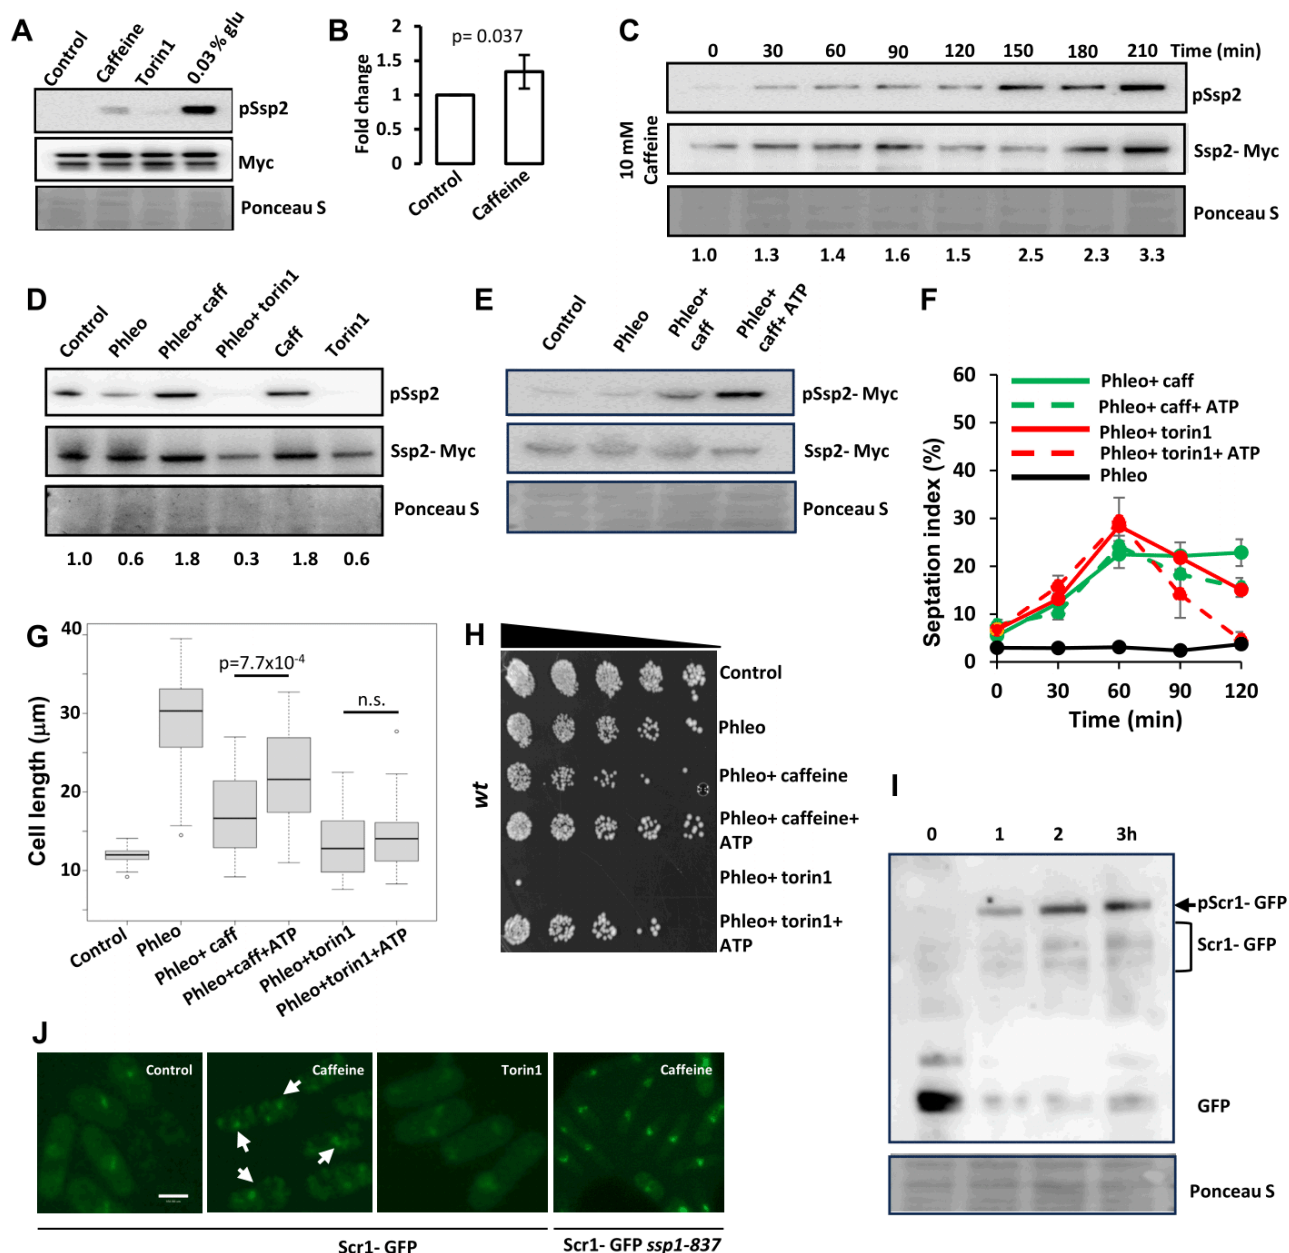 A
Control
Caffeine
Torin1
0.03 % glu
pSsp2
Myc
Ponceau S
B
p= 0.037
Fold change
2
1.5
1
0.5
0
Control
Caffeine
C
0 30 60 90 120 150 180 210 Time (min)
10 mM
Caffeine
pSsp2
Ssp2- Myc
Ponceau S
1.0 1.3 1.4 1.6 1.5 2.5 2.3 3.3
D
Control
Phleo
Phleo+ caff
Phleo+ torin1
Caff
Torin1
pSsp2
Ssp2- Myc
Ponceau S
1.0 0.6 1.8 0.3 1.8 0.6
E
Control
Phleo
Phleo+
caff
Phleo+
caff+ ATP
pSsp2- Myc
Ssp2- Myc
Ponceau S
F
Septation index (%)
60
50
40
30
20
10
0
Phleo+ caff
Phleo+ caff+ ATP
Phleo+ torin1
Phleo+ torin1+ ATP
Phleo
0 30 60 90 120
Time (min)
G
Cell length (μm)
40
30
20
10
p=7.7x10-4
n.s.
Control
Phleo
Phleo+ caff
Phleo+caff+ATP
Phleo+torin1
Phleo+torin1+ATP
H
wt
Control
Phleo
Phleo+ caffeine
Phleo+ caffeine+
ATP
Phleo+ torin1
Phleo+ torin1+
ATP
I
0 1 2 3h
pScr1- GFP
Scr1- GFP
GFP
Ponceau S
J
Control
Caffeine
Torin1
Caffeine
Scr1- GFP
Scr1- GFP ssp1-837